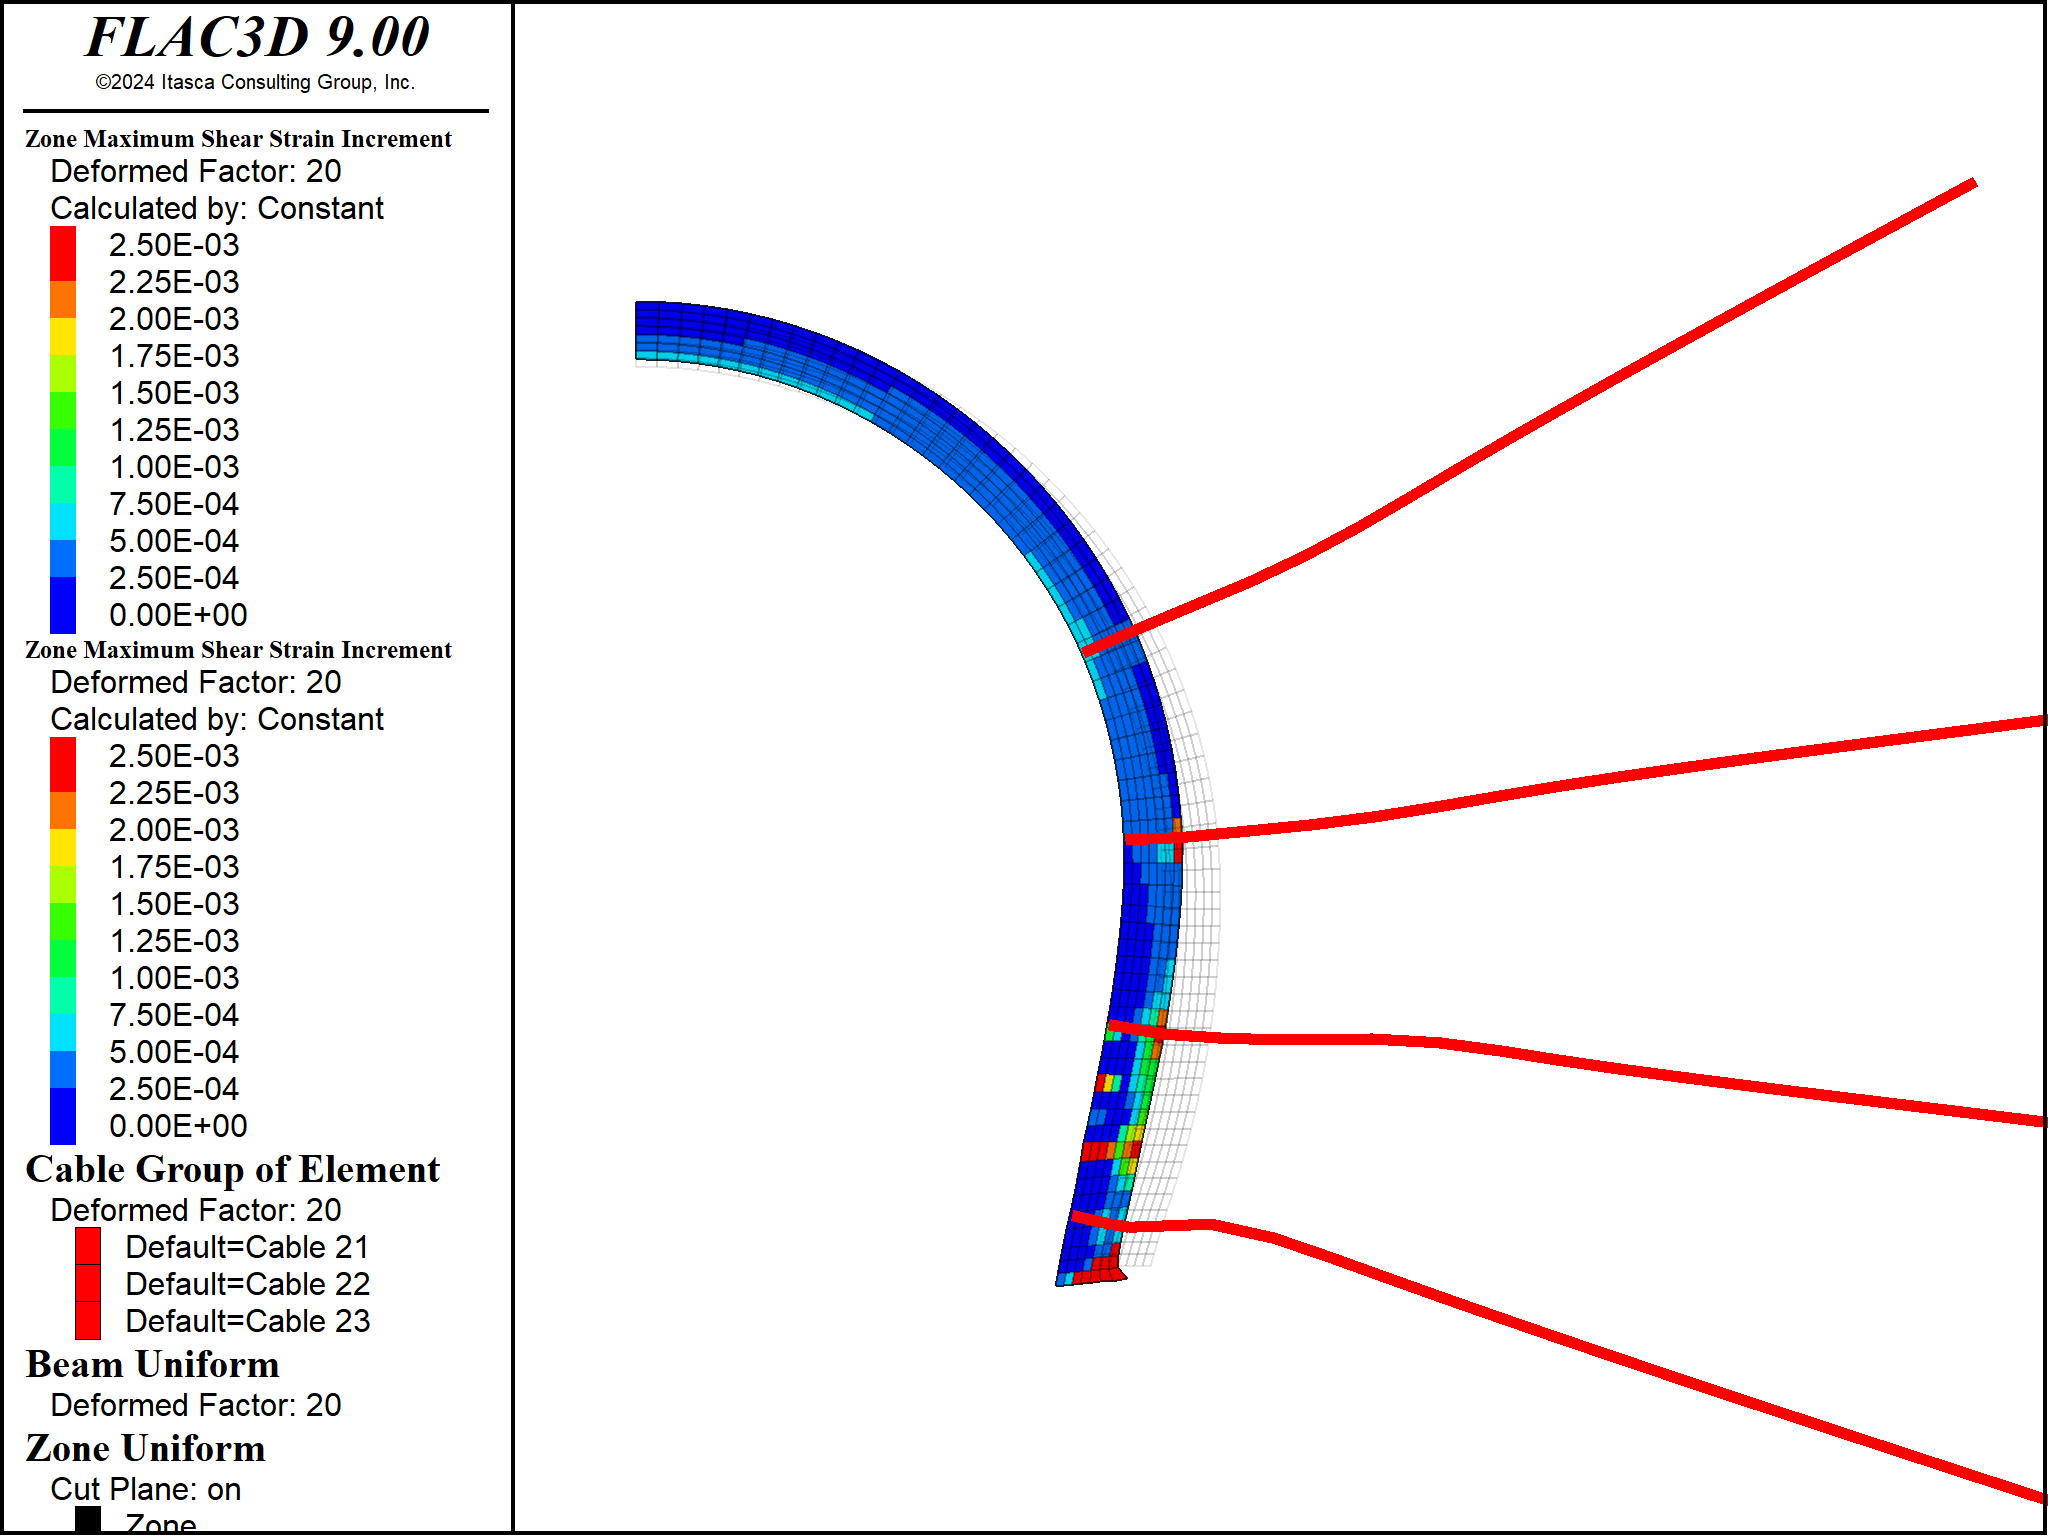 FLAC3D 9.00
©2024 Itasca Consulting Group, Inc.
Zone Maximum Shear Strain Increment
Deformed Factor: 20
Calculated by: Constant
2.50E-03
2.25E-03
2.00E-03
1.75E-03
1.50E-03
1.25E-03
1.00E-03
7.50E-04
5.00E-04
2.50E-04
0.00E+00
Zone Maximum Shear Strain Increment
Deformed Factor: 20
Calculated by: Constant
2.50E-03
2.25E-03
2.00E-03
1.75E-03
1.50E-03
1.25E-03
1.00E-03
7.50E-04
5.00E-04
2.50E-04
0.00E+00
Cable Group of Element
Deformed Factor: 20
Default=Cable 21
Default=Cable 22
Default=Cable 23
Beam Uniform
Deformed Factor: 20
Zone Uniform
Cut Plane: on
Zone